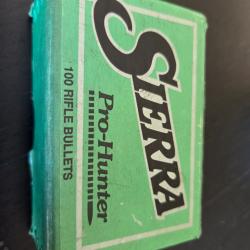 SIERRA
Pro-Hunter
100 RIFLE BULLETS